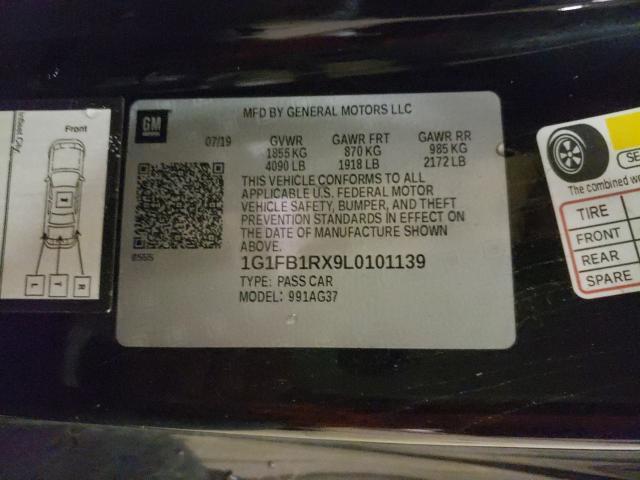 Front
GM
MFD BY GENERAL MOTORS LLC
07/19 GVWR GAWR FRT GAWR RR
1855 KG 870 KG 985 KG
4090 LB 1918 LB 2172 LB
THIS VEHICLE CONFORMS TO ALL
APPLICABLE U.S. FEDERAL MOTOR
VEHICLE SAFETY, BUMPER, AND THEFT
PREVENTION STANDARDS IN EFFECT ON
THE DATE OF MANUFACTURE SHOWN
ABOVE.
1G1FB1RX9L0101139
TYPE: PASS CAR
MODEL: 991AG37
The combined
TIRE
FRONT
REAR
SPARE